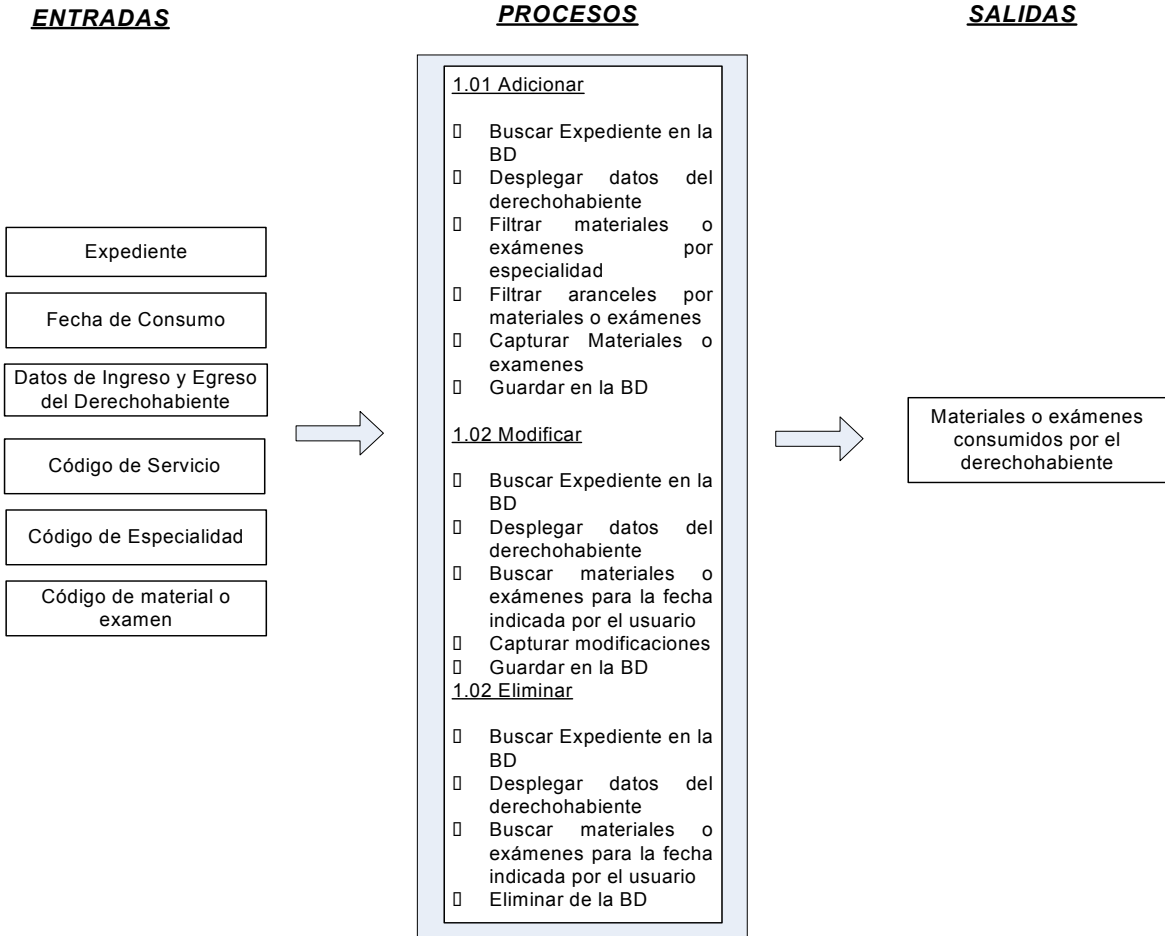 ENTRADAS
PROCESOS
SALIDAS
Expediente
Fecha de Consumo
Datos de Ingreso y Egreso
del Derechohabiente
Código de Servicio
Código de Especialidad
Código de material o
examen
1.01 Adicionar
Buscar Expediente en la
BD
Desplegar datos del
derechohabiente
Filtrar materiales o
exámenes por
especialidad
Filtrar aranceles por
materiales o exámenes
Capturar Materiales o
examenes
Guardar en la BD
1.02 Modificar
Buscar Expediente en la
BD
Desplegar datos del
derechohabiente
Buscar materiales o
exámenes para la fecha
indicada por el usuario
Capturar modificaciones
Guardar en la BD
1.02 Eliminar
Buscar Expediente en la
BD
Desplegar datos del
derechohabiente
Buscar materiales o
exámenes para la fecha
indicada por el usuario
Eliminar de la BD
Materiales o exámenes
consumidos por el
derechohabiente